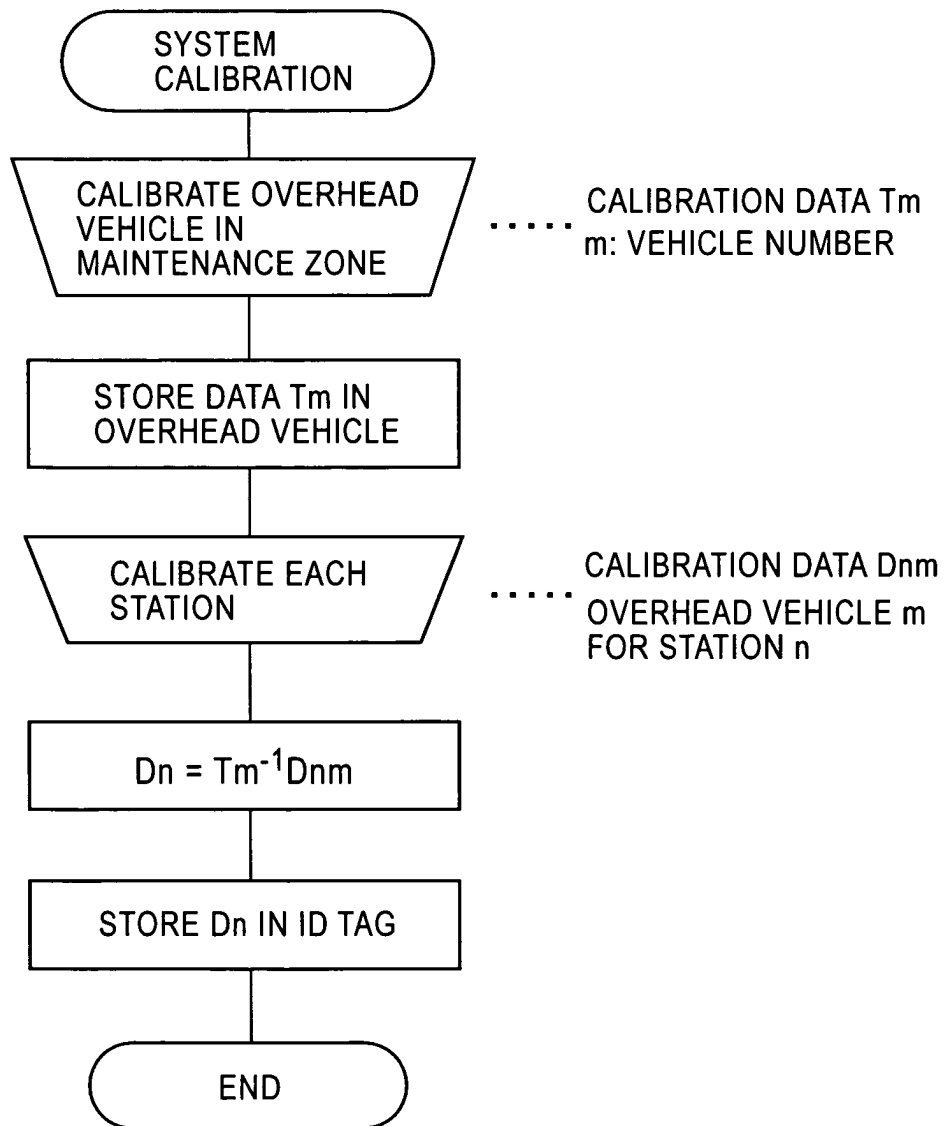 SYSTEM
CALIBRATION
CALIBRATE OVERHEAD
VEHICLE IN
MAINTENANCE ZONE
CALIBRATION DATA Tm
m: VEHICLE NUMBER
STORE DATA Tm IN
OVERHEAD VEHICLE
CALIBRATE EACH
STATION
CALIBRATION DATA Dnm
OVERHEAD VEHICLE m
FOR STATION n
Dn = Tm⁻¹Dnm
STORE Dn IN ID TAG
END